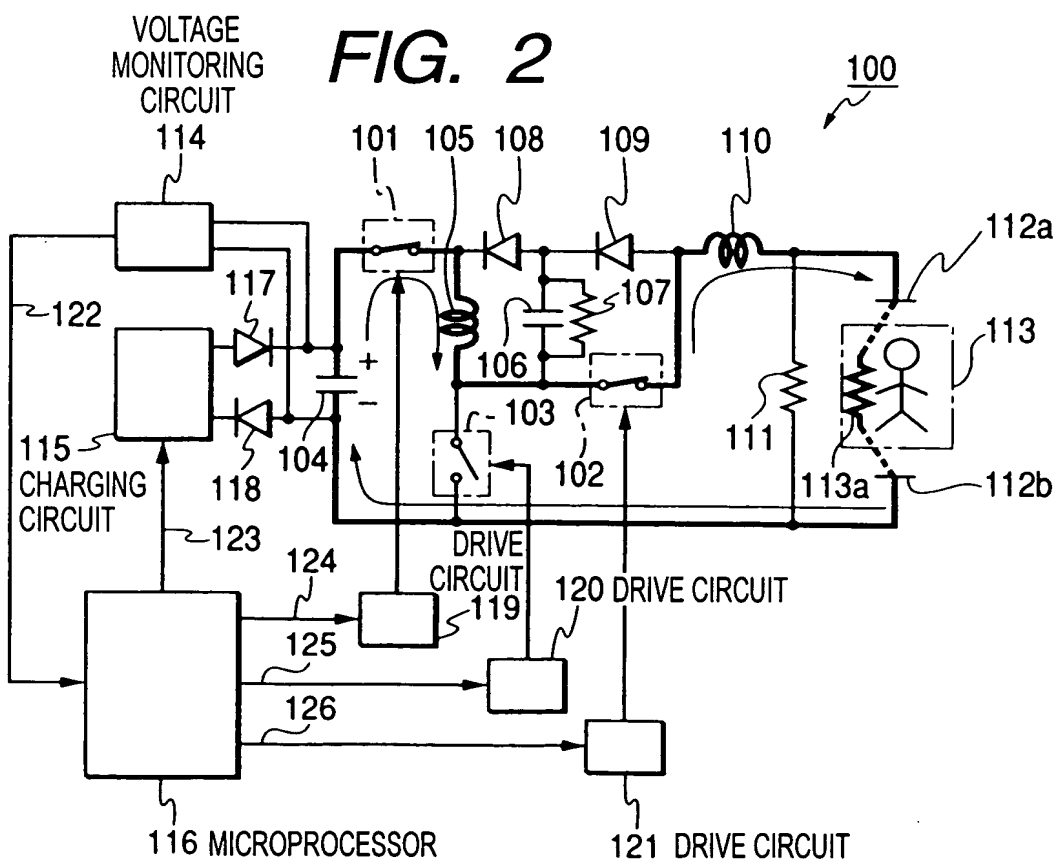 FIG. 2
VOLTAGE
MONITORING
CIRCUIT
114
100
101
105
108
109
110
112a
117
122
107
106
113
+
−
103
104
102
111
115
CHARGING
CIRCUIT
118
113a
112b
123
DRIVE
CIRCUIT
124
119
120 DRIVE CIRCUIT
125
126
116 MICROPROCESSOR
121 DRIVE CIRCUIT